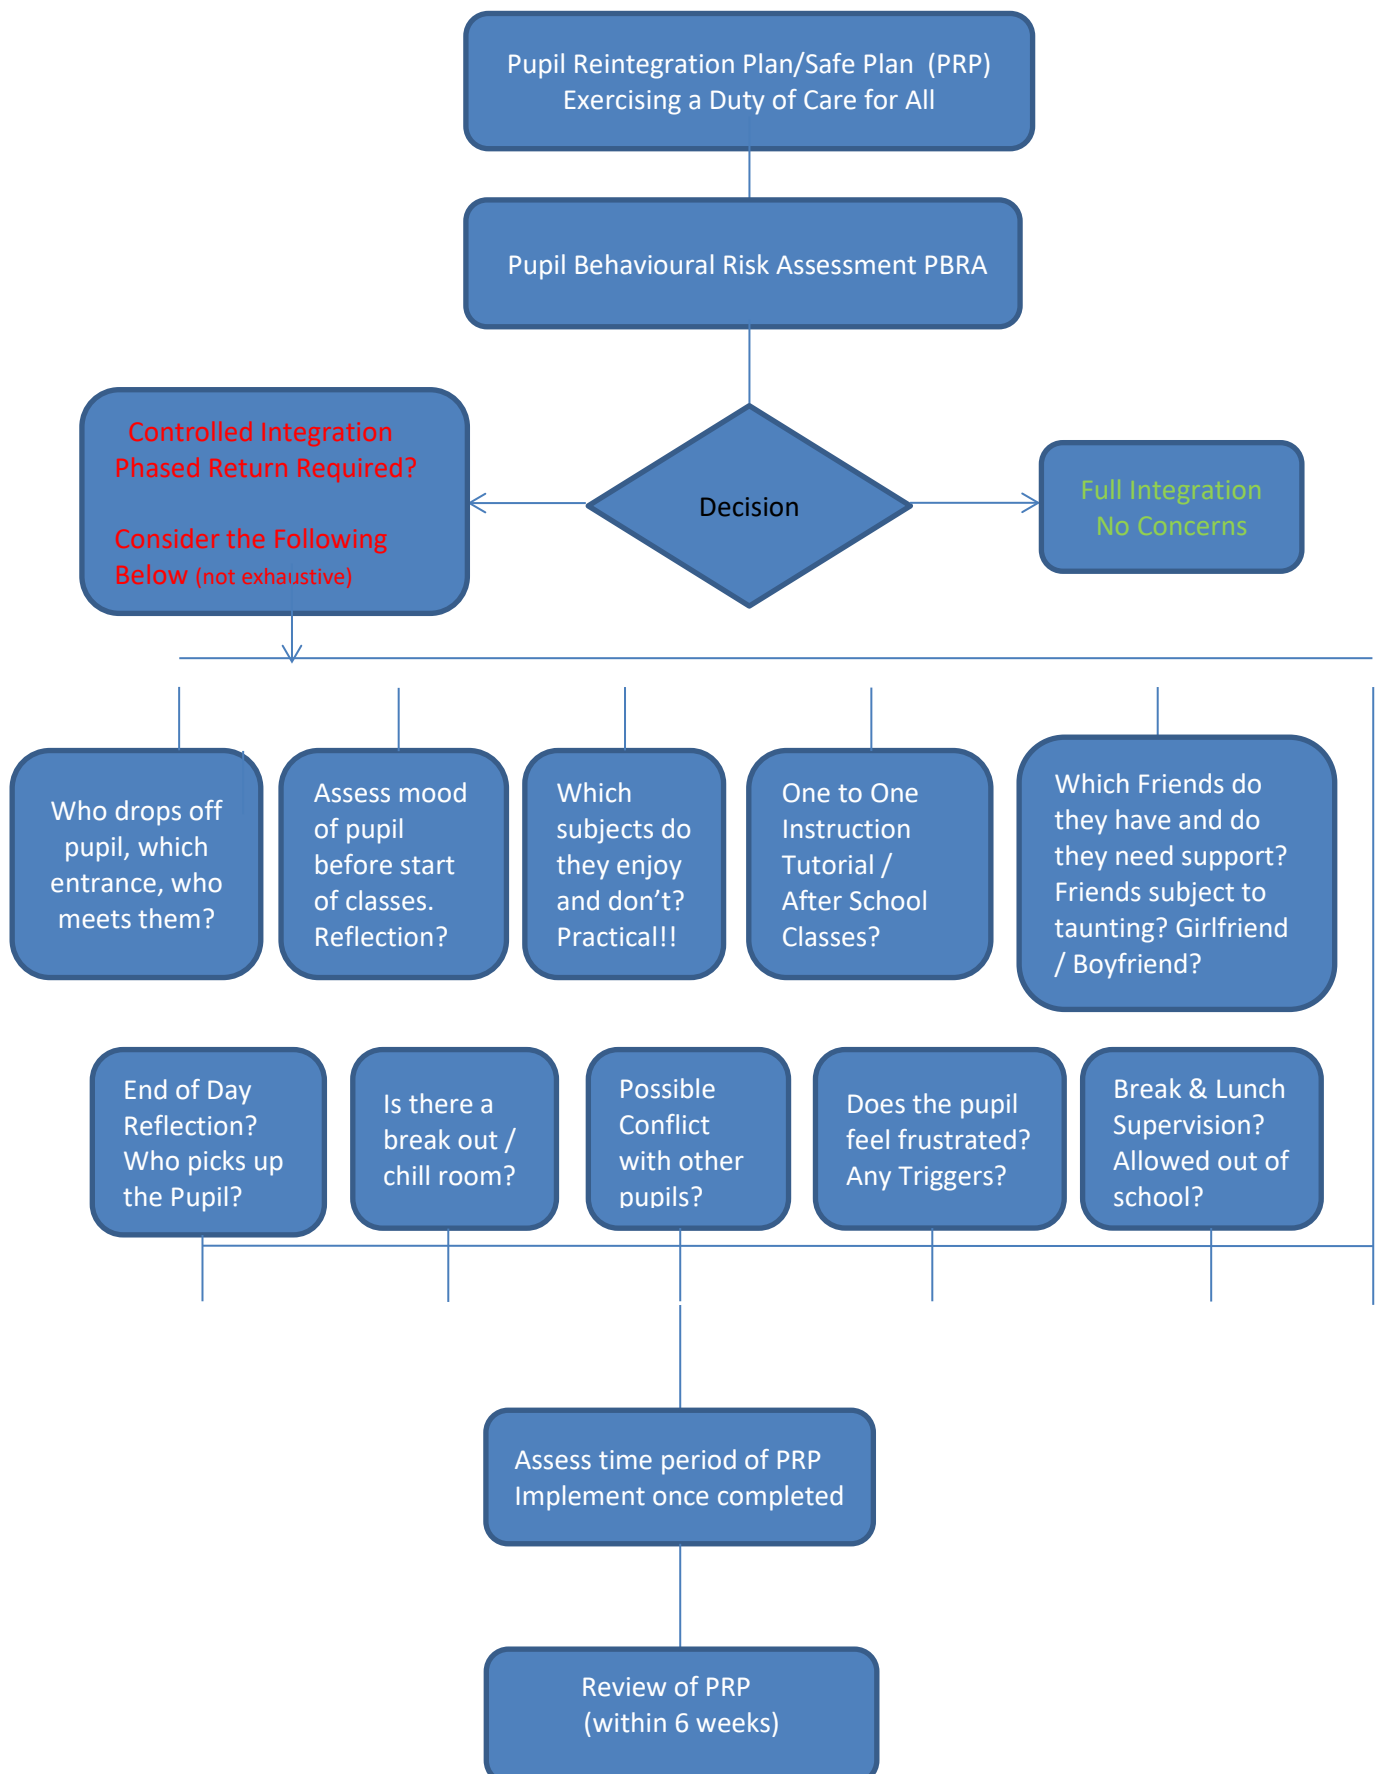 Pupil Reintegration Plan/Safe Plan  (PRP)
Exercising a Duty of Care for All
Pupil Behavioural Risk Assessment PBRA
Controlled Integration
Phased Return Required?
Consider the Following
Below (not exhaustive)
Decision
Full Integration
No Concerns
Who drops off
pupil, which
entrance, who
meets them?
Assess mood
of pupil
before start
of classes.
Reflection?
Which
subjects do
they enjoy
and don’t?
Practical!!
One to One
Instruction
Tutorial /
After School
Classes?
Which Friends do
they have and do
they need support?
Friends subject to
taunting? Girlfriend
/ Boyfriend?
End of Day
Reflection?
Who picks up
the Pupil?
Is there a
break out /
chill room?
Possible
Conflict
with other
pupils?
Does the pupil
feel frustrated?
Any Triggers?
Break & Lunch
Supervision?
Allowed out of
school?
Assess time period of PRP
Implement once completed
Review of PRP
(within 6 weeks)